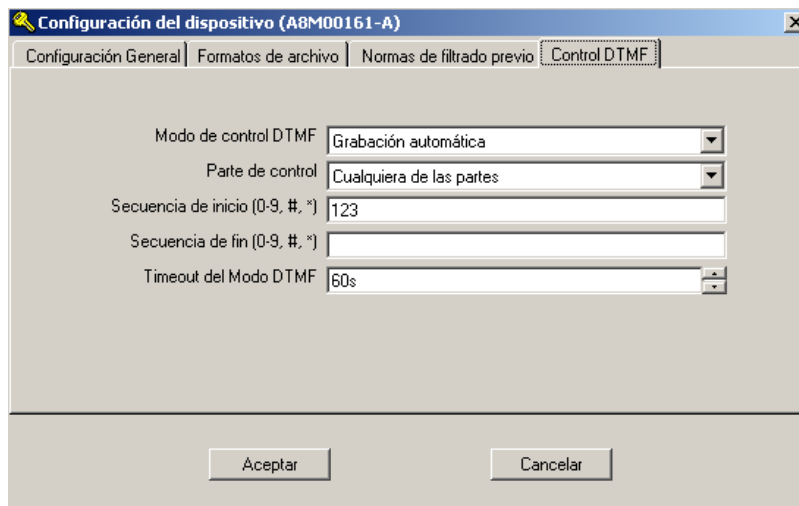 Configuración del dispositivo (A8M00161-A)
Configuración General Formatos de archivo Normas de filtrado previo Control DTMF
Modo de control DTMF Grabación automática
Parte de control Cualquiera de las partes
Secuencia de inicio (0-9, #, *) 123
Secuencia de fin (0-9, #, *)
Timeout del Modo DTMF 60s
Aceptar Cancelar